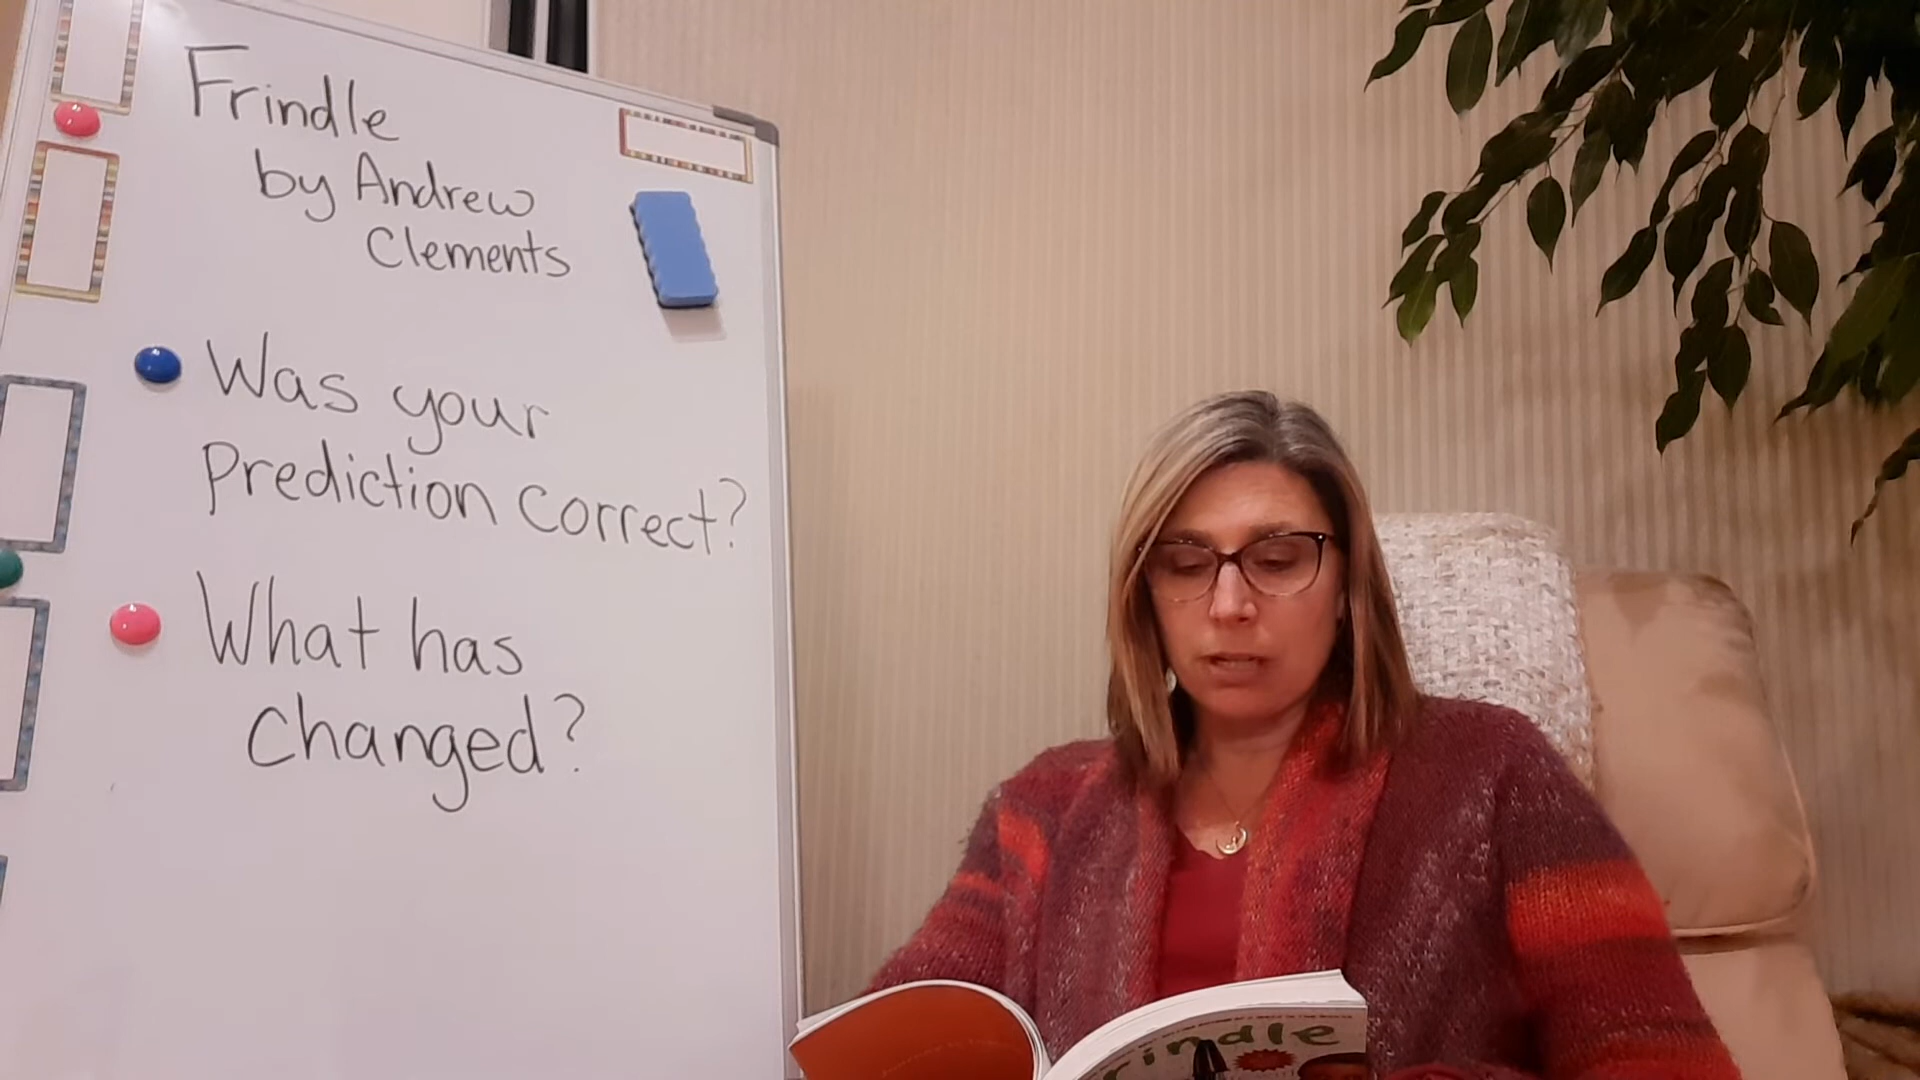 Frindle
by Andrew
Clements
Was your
prediction correct?
What has
changed?
rindle